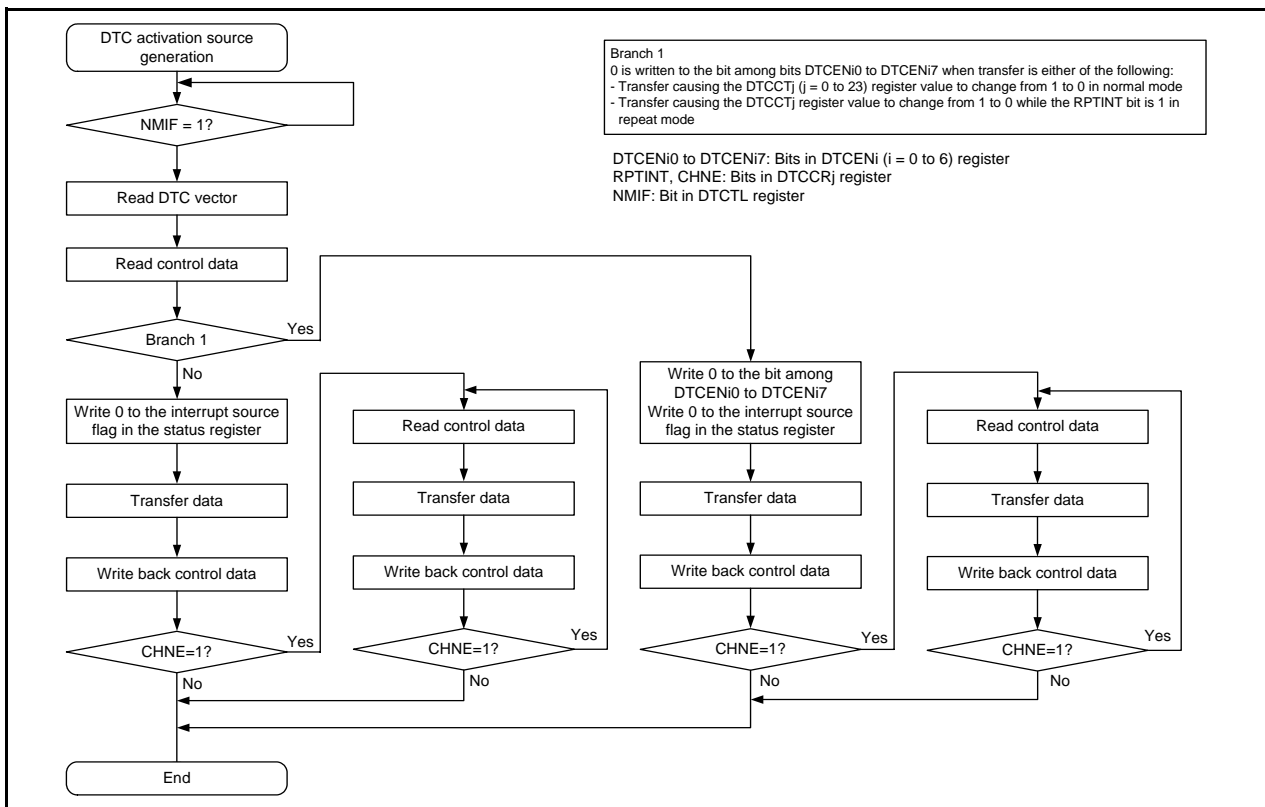 DTC activation source
generation
NMIF = 1?
Read DTC vector
Read control data
Branch 1
Yes
No
Write 0 to the interrupt source
flag in the status register
Transfer data
Write back control data
CHNE=1?
Yes
No
Read control data
Transfer data
Write back control data
CHNE=1?
Yes
No
Write 0 to the bit among
DTCENi0 to DTCENi7
Write 0 to the interrupt source
flag in the status register
Transfer data
Write back control data
CHNE=1?
Yes
No
Read control data
Transfer data
Write back control data
CHNE=1?
Yes
No
End
Branch 1
0 is written to the bit among bits DTCENi0 to DTCENi7 when transfer is either of the following:
- Transfer causing the DTCCTj (j = 0 to 23) register value to change from 1 to 0 in normal mode
- Transfer causing the DTCCTj register value to change from 1 to 0 while the RPTINT bit is 1 in
repeat mode
DTCENi0 to DTCENi7: Bits in DTCENi (i = 0 to 6) register
RPTINT, CHNE: Bits in DTCCRj register
NMIF: Bit in DTCTL register